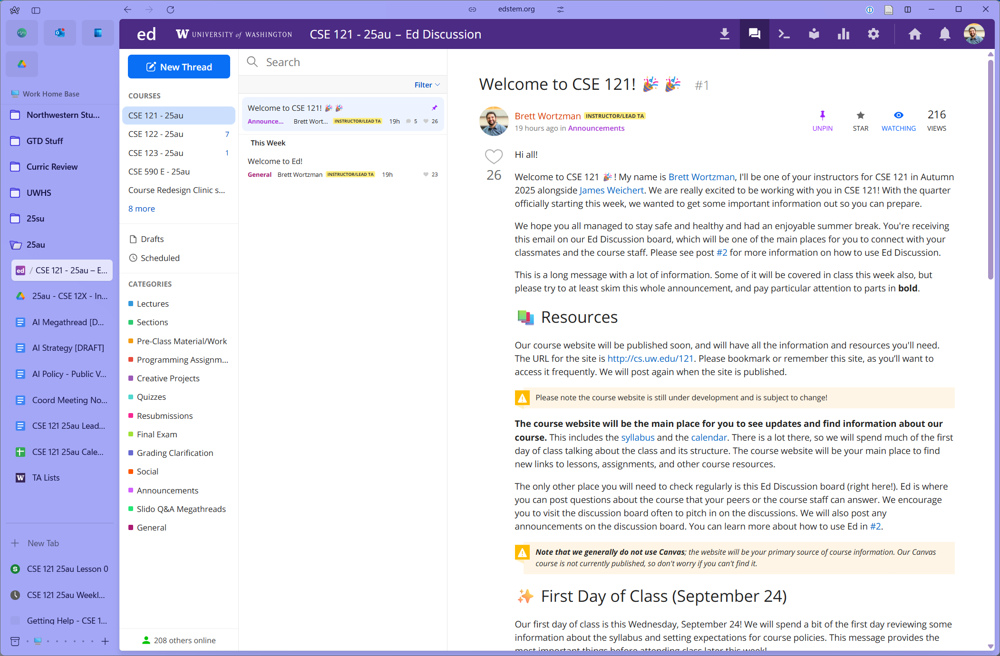 edstem.org
Work Home Base
Northwestern Stu...
GTD Stuff
Curric Review
UWHS
25su
25au
ed / CSE 121 - 25au – E...
25au - CSE 12X - In...
AI Megathread [D...
AI Strategy [DRAFT]
AI Policy - Public V...
Coord Meeting No...
CSE 121 25au Lead...
CSE 121 25au Cale...
W TA Lists
New Tab
S CSE 121 25au Lesson 0
CSE 121 25au Weekl...
Getting Help - CSE 1...
ed
W UNIVERSITY of WASHINGTON
CSE 121 - 25au – Ed Discussion
New Thread
COURSES
CSE 121 - 25au
CSE 122 - 25au 7
CSE 123 - 25au 1
CSE 590 E - 25au
Course Redesign Clinic s...
8 more
Drafts
Scheduled
CATEGORIES
Lectures
Sections
Pre-Class Material/Work
Programming Assignm...
Creative Projects
Quizzes
Resubmissions
Final Exam
Grading Clarification
Social
Announcements
Slido Q&A Megathreads
General
208 others online
Search
Filter
Welcome to CSE 121! 🎉 🎉
Announce... Brett Wort... INSTRUCTOR/LEAD TA 19h 5 26
This Week
Welcome to Ed!
General Brett Wortzman INSTRUCTOR/LEAD TA 19h 23
Welcome to CSE 121! 🎉 🎉 #1
Brett Wortzman INSTRUCTOR/LEAD TA
19 hours ago in Announcements
UNPIN
STAR
WATCHING
216
VIEWS
26
Hi all!
Welcome to CSE 121 🎉! My name is Brett Wortzman, I'll be one of your instructors for CSE 121 in Autumn
2025 alongside James Weichert. We are really excited to be working with you in CSE 121! With the quarter
officially starting this week, we wanted to get some important information out so you can prepare.
We hope you all managed to stay safe and healthy and had an enjoyable summer break. You're receiving
this email on our Ed Discussion board, which will be one of the main places for you to connect with your
classmates and the course staff. Please see post #2 for more information on how to use Ed Discussion.
This is a long message with a lot of information. Some of it will be covered in class this week also, but
please try to at least skim this whole announcement, and pay particular attention to parts in bold.
📚 Resources
Our course website will be published soon, and will have all the information and resources you'll need.
The URL for the site is http://cs.uw.edu/121. Please bookmark or remember this site, as you’ll want to
access it frequently. We will post again when the site is published.
Please note the course website is still under development and is subject to change!
The course website will be the main place for you to see updates and find information about our
course. This includes the syllabus and the calendar. There is a lot there, so we will spend much of the first
day of class talking about the class and its structure. The course website will be your main place to find
new links to lessons, assignments, and other course resources.
The only other place you will need to check regularly is this Ed Discussion board (right here!). Ed is where
you can post questions about the course that your peers or the course staff can answer. We encourage
you to visit the discussion board often to pitch in on the discussions. We will also post any
announcements on the discussion board. You can learn more about how to use Ed in #2.
Note that we generally do not use Canvas; the website will be your primary source of course information. Our Canvas
course is not currently published, so don't worry if you can't find it.
✨ First Day of Class (September 24)
Our first day of class is this Wednesday, September 24! We will spend a bit of the first day reviewing some
information about the syllabus and setting expectations for course policies. This message provides the
most important things before attending class later this week!